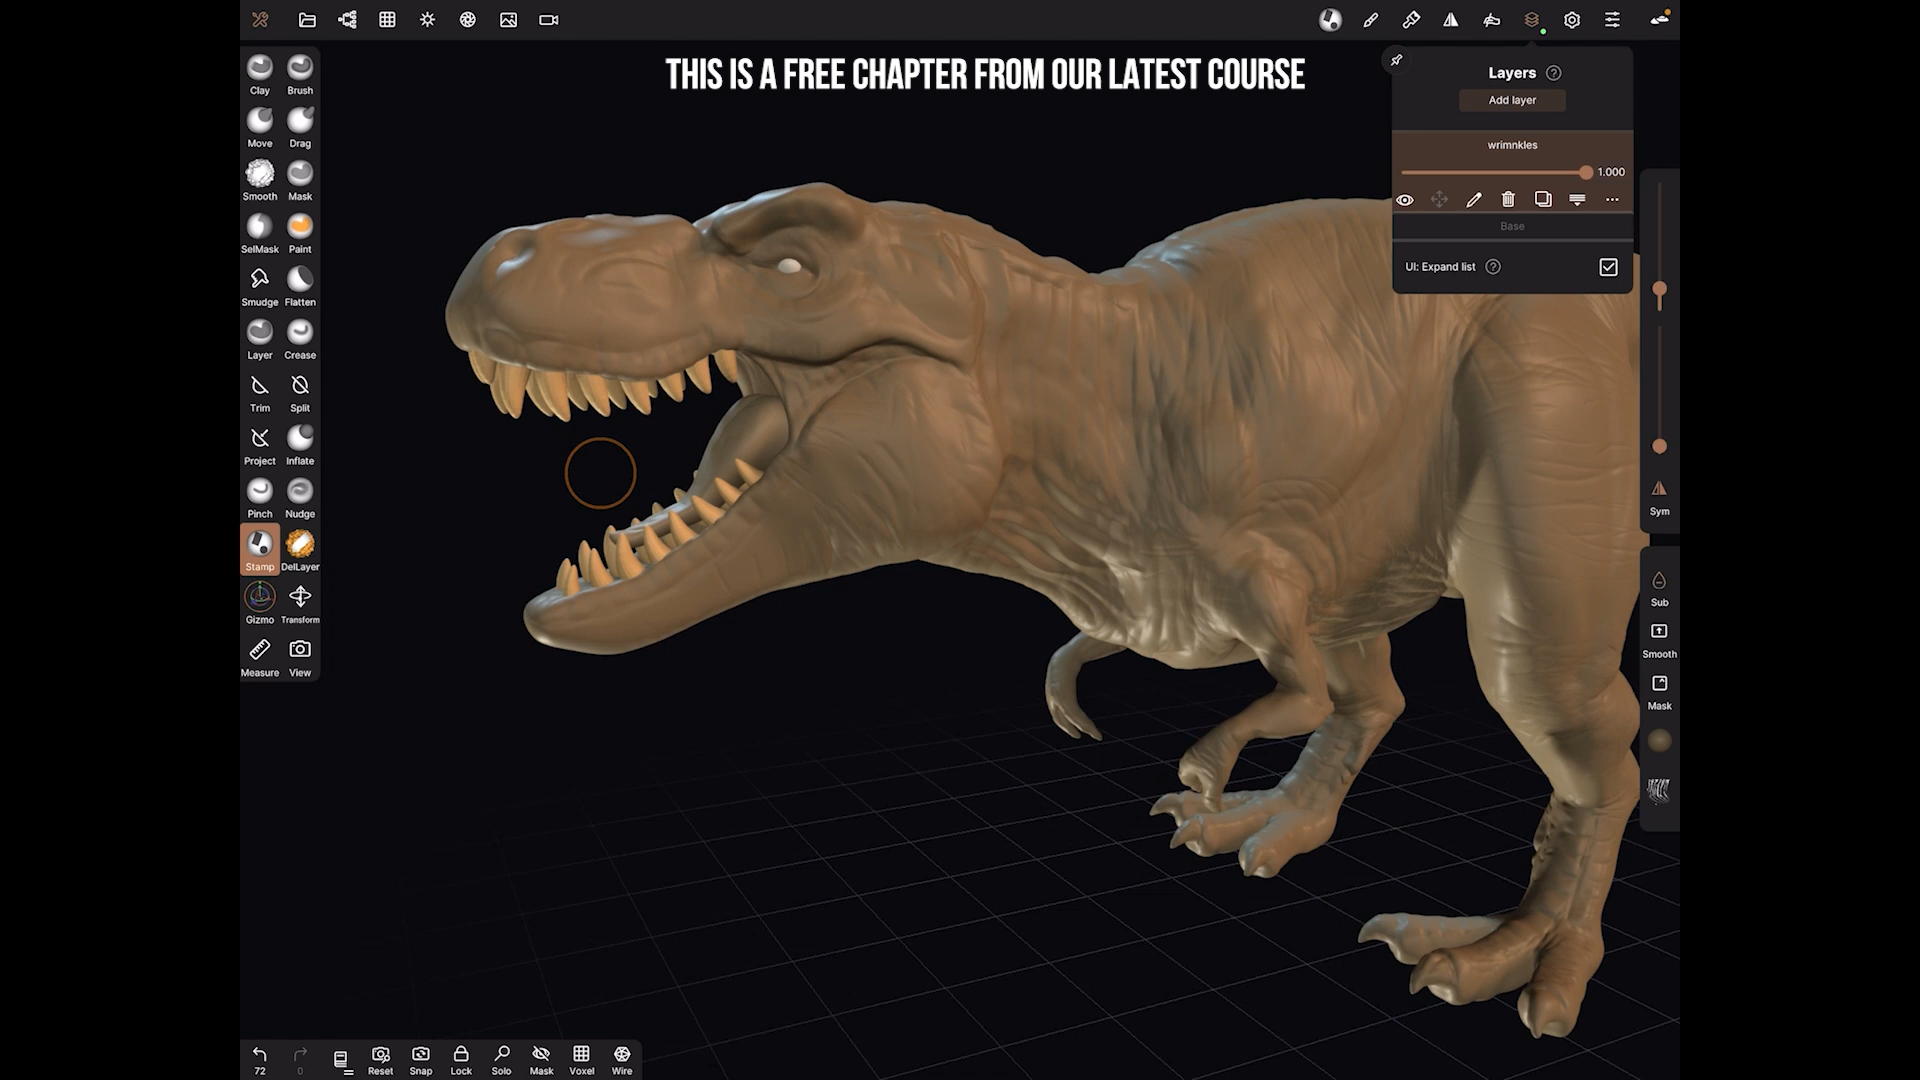 THIS IS A FREE CHAPTER FROM OUR LATEST COURSE
Clay Brush
Move Drag
Smooth Mask
SelMask Paint
Smudge Flatten
Layer Crease
Trim Split
Project Inflate
Pinch Nudge
Stamp DelLayer
Gizmo Transform
Measure View
Layers ?
Add layer
wrimnkles
1.000
Base
UI: Expand list ?
Sym
Sub
Smooth
Mask
72 0 Reset Snap Lock Solo Mask Voxel Wire